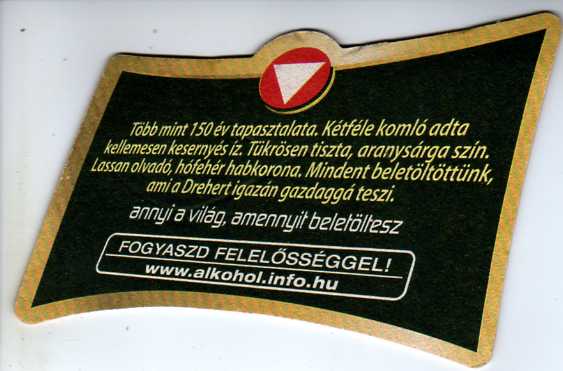 Több mint 150 év tapasztalata. Kétféle komló adta
kellemesen kesernyés íz. Tükrösen tiszta, aranysárga szín.
Lassan olvadó, hófehér habkorona. Mindent beletöltöttünk,
ami a Drehert igazán gazdaggá teszi.
annyi a világ, amennyit beletöltesz
FOGYASZD FELELŐSSÉGGEL!
www.alkohol.info.hu